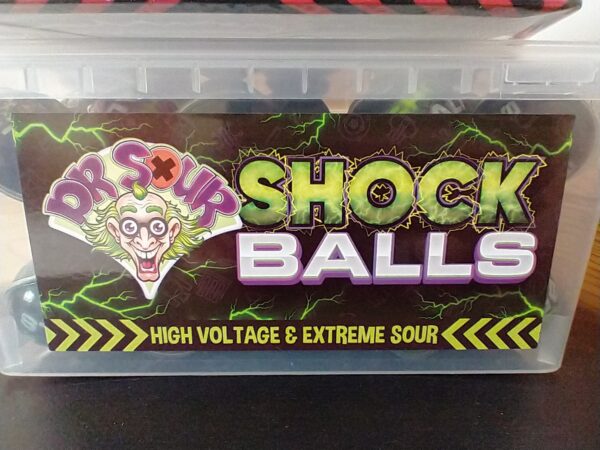 DR SOUR
SHOCK
BALLS
HIGH VOLTAGE & EXTREME SOUR